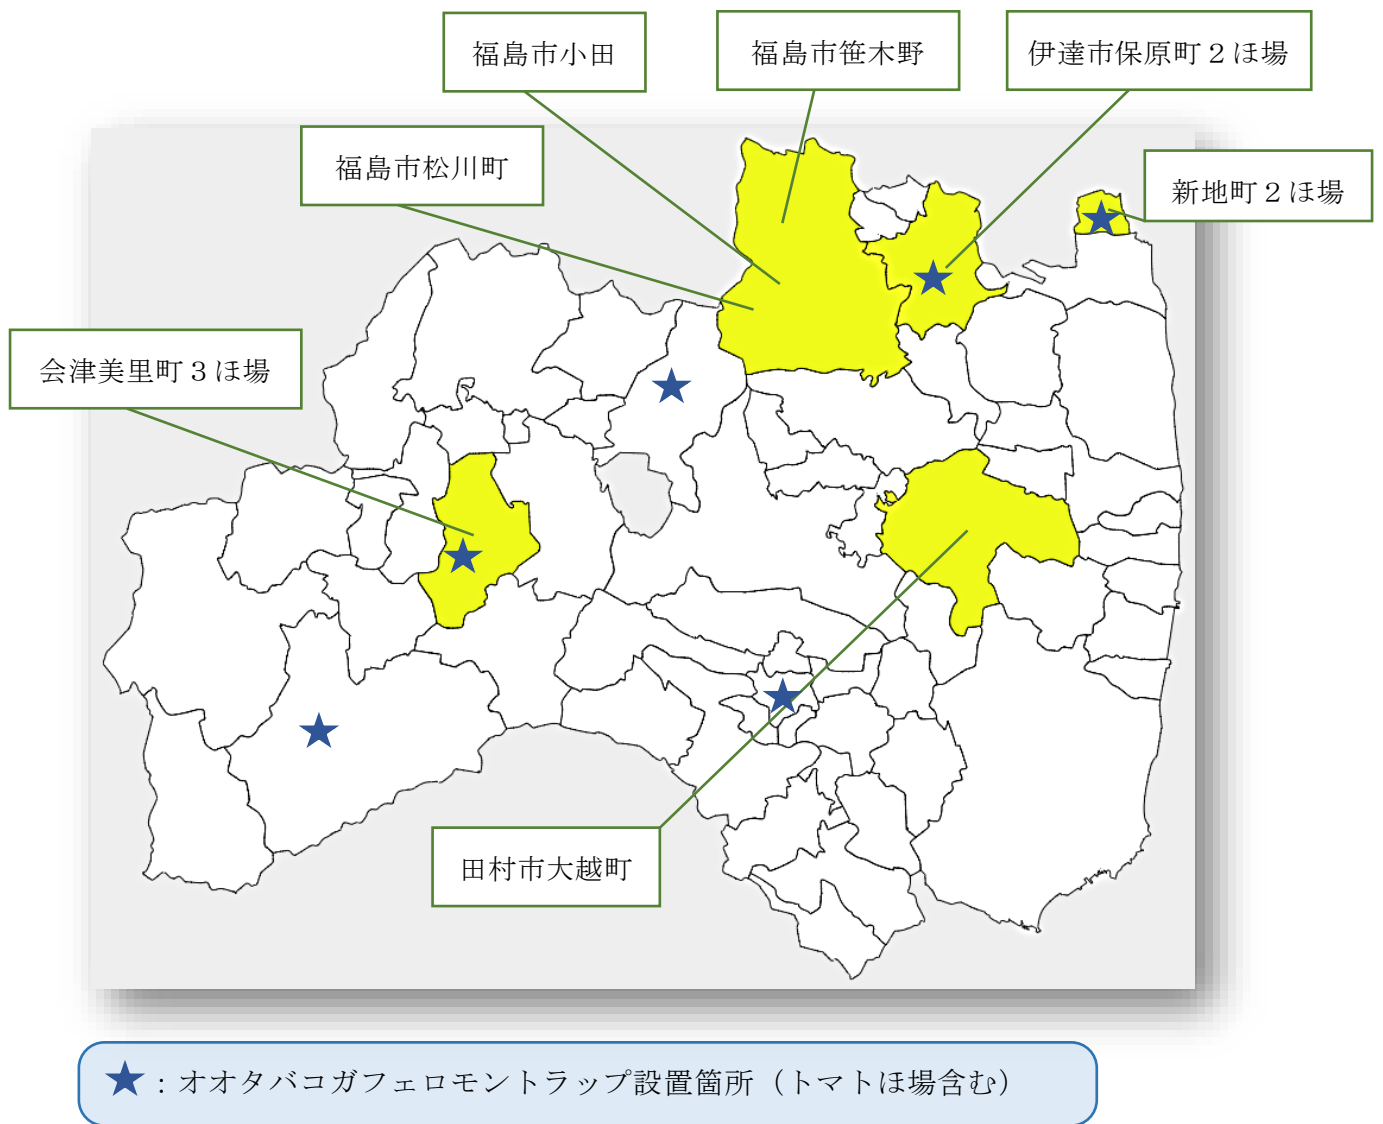 福島市小田
福島市笹木野
伊達市保原町２ほ場
福島市松川町
新地町２ほ場
会津美里町３ほ場
田村市大越町
★：オオタバコガフェロモントラップ設置箇所（トマトほ場含む）